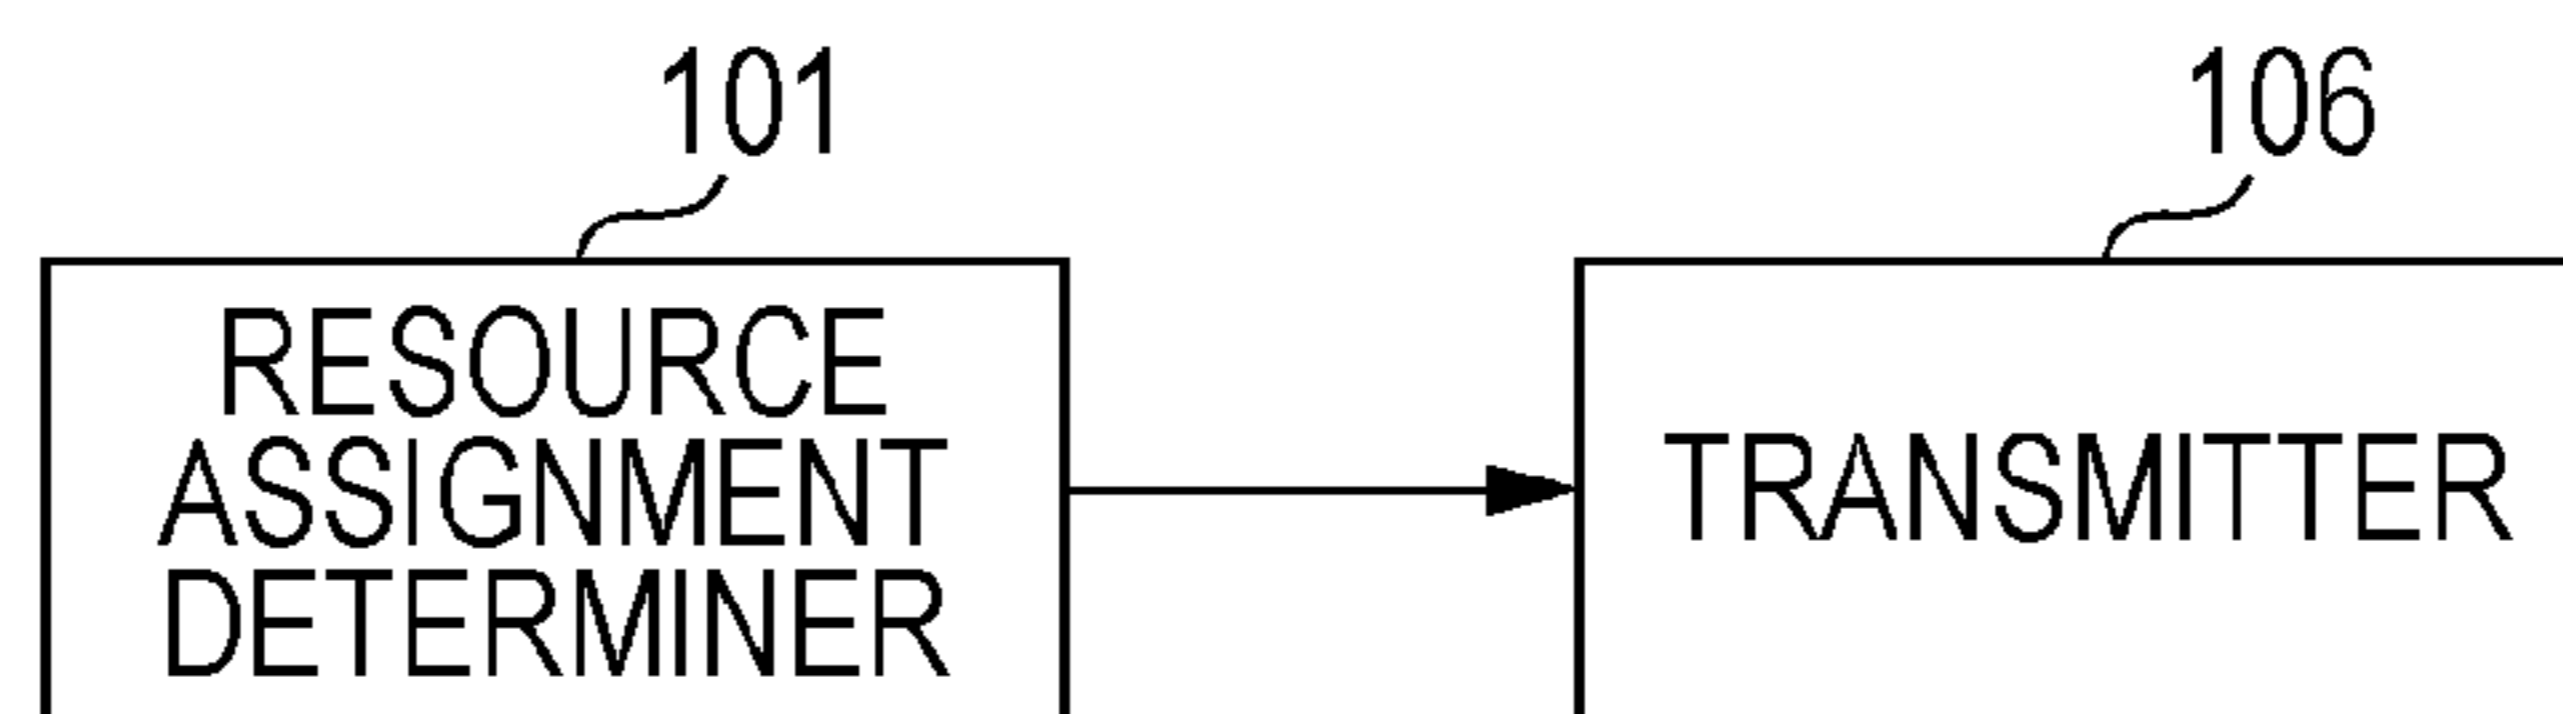 101
106
RESOURCE
ASSIGNMENT
DETERMINER
TRANSMITTER